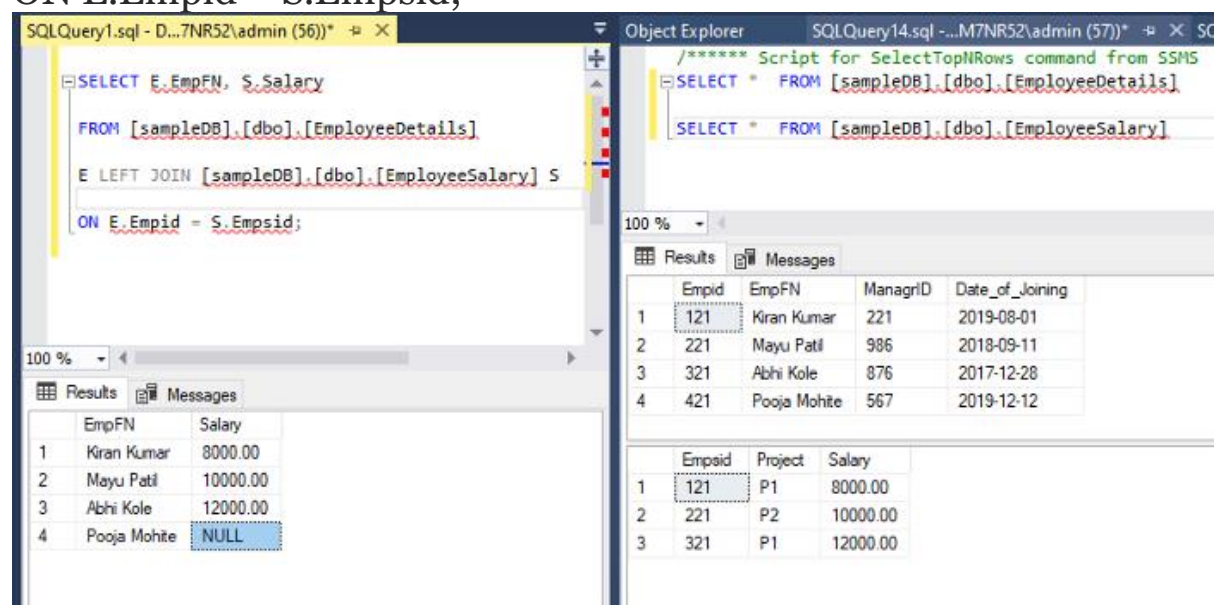 ON E.Empid = S.Empsid;
SQLQuery1.sql - D...7NR52\admin (56))*
SELECT E.EmpFN, S.Salary
FROM [sampleDB].[dbo].[EmployeeDetails]
E LEFT JOIN [sampleDB].[dbo].[EmployeeSalary] S
ON E.Empid = S.Empsid;
100 %
Results Messages
EmpFN Salary
1 Kiran Kumar 8000.00
2 Mayu Patil 10000.00
3 Abhi Kole 12000.00
4 Pooja Mohite NULL
Object Explorer SQLQuery14.sql -...M7NR52\admin (57))* SC
/****** Script for SelectTopNRows command from SSMS
SELECT * FROM [sampleDB].[dbo].[EmployeeDetails]
SELECT * FROM [sampleDB].[dbo].[EmployeeSalary]
100 %
Results Messages
Empid EmpFN ManagrID Date_of_Joining
1 121 Kiran Kumar 221 2019-08-01
2 221 Mayu Patil 986 2018-09-11
3 321 Abhi Kole 876 2017-12-28
4 421 Pooja Mohite 567 2019-12-12
Empsid Project Salary
1 121 P1 8000.00
2 221 P2 10000.00
3 321 P1 12000.00